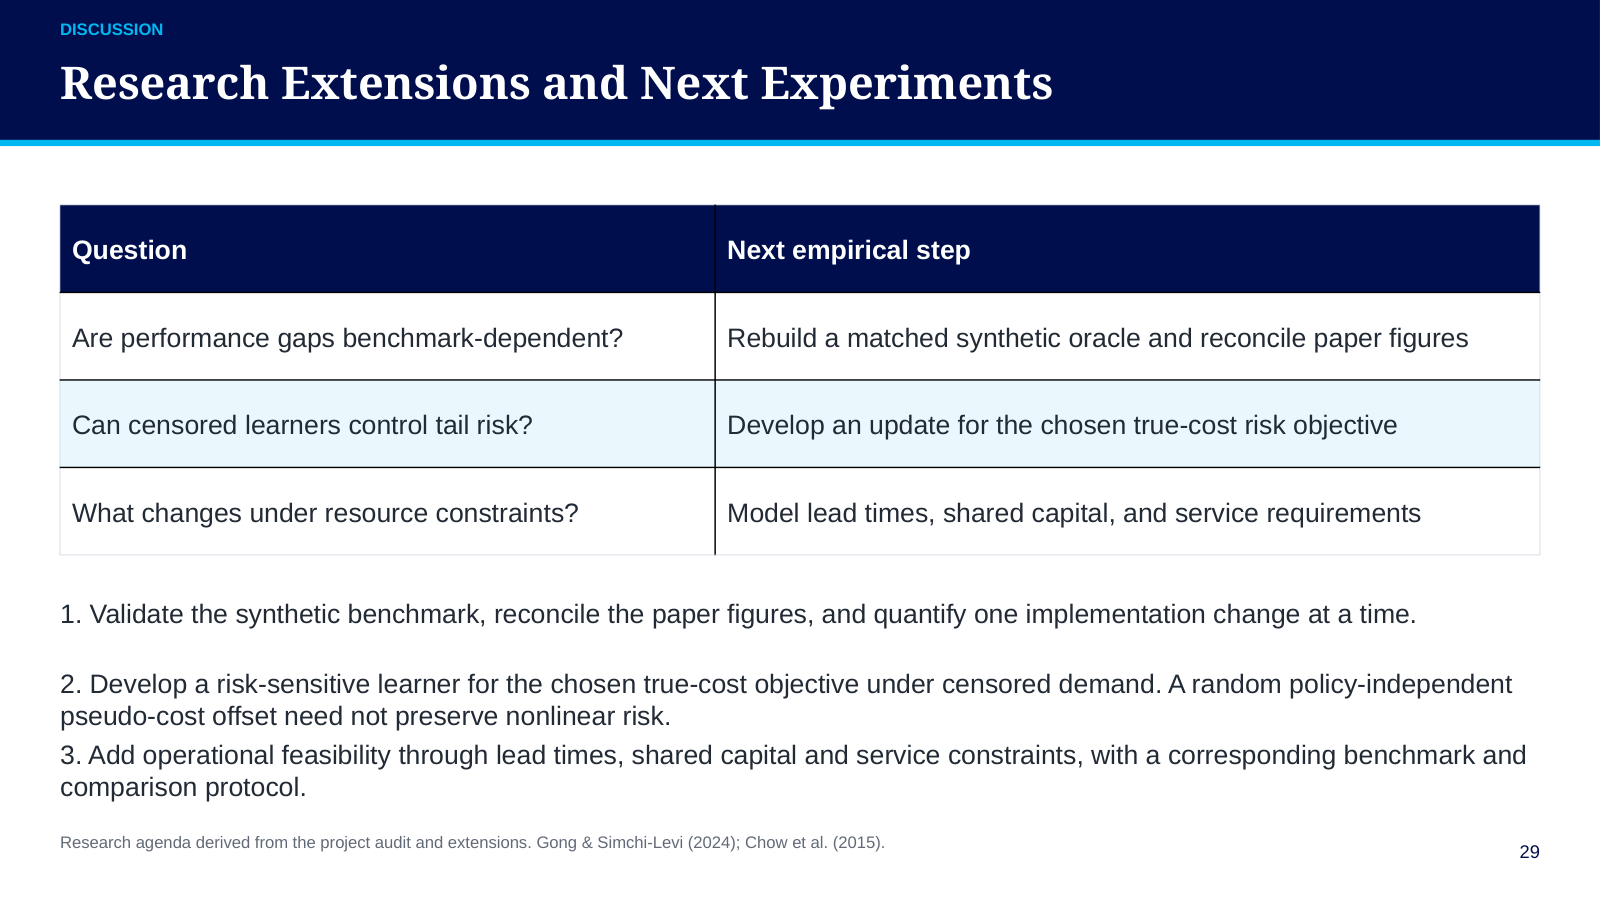 DISCUSSION
Research Extensions and Next Experiments
Question
Next empirical step
Are performance gaps benchmark-dependent?
Rebuild a matched synthetic oracle and reconcile paper figures
Can censored learners control tail risk?
Develop an update for the chosen true-cost risk objective
What changes under resource constraints?
Model lead times, shared capital, and service requirements
1. Validate the synthetic benchmark, reconcile the paper figures, and quantify one implementation change at a time.
2. Develop a risk-sensitive learner for the chosen true-cost objective under censored demand. A random policy-independent
pseudo-cost offset need not preserve nonlinear risk.
3. Add operational feasibility through lead times, shared capital and service constraints, with a corresponding benchmark and
comparison protocol.
Research agenda derived from the project audit and extensions. Gong & Simchi-Levi (2024); Chow et al. (2015).
29